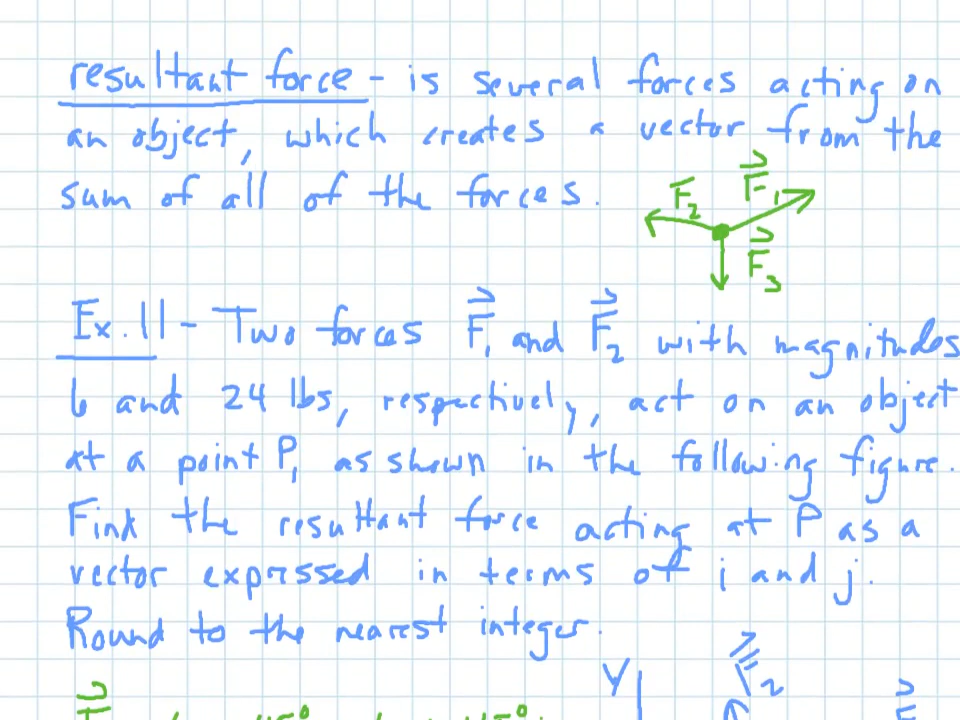 resultant force - is several forces acting on
an object, which creates a vector from the
sum of all of the forces.
F₂ F₁
F₃
Ex. 11 - Two forces F₁ and F₂ with magnitudes
6 and 24 lbs, respectively, act on an object
at a point P, as shown in the following figure.
Find the resultant force acting at P as a
vector expressed in terms of i and j.
Round to the nearest integer.
y F₂